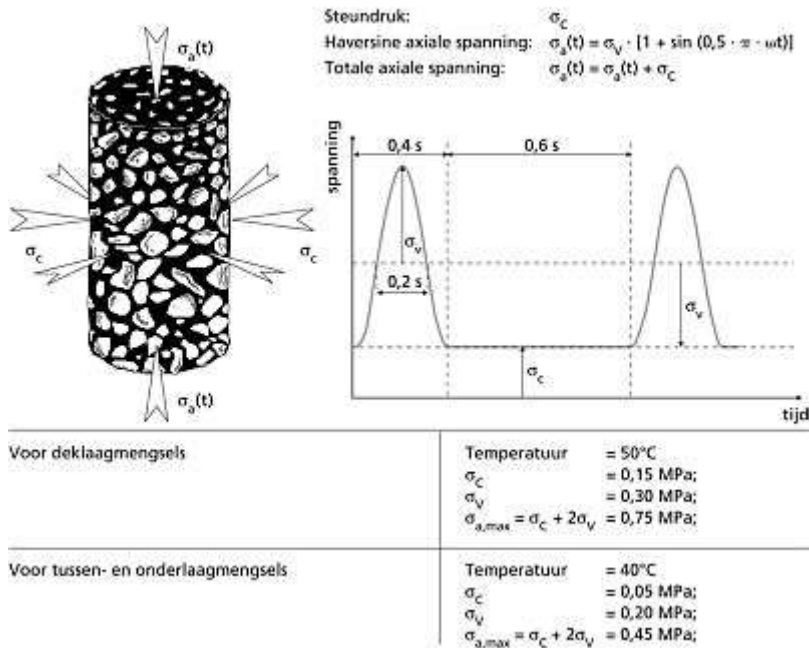 Steundruk: σC
Haversine axiale spanning: σa(t) = σV · [1 + sin (0,5 · π · ωt)]
Totale axiale spanning: σa(t) = σa(t) + σC
σa(t)
σc
σc
σa(t)
spanning
0,4 s
0,6 s
σv
0,2 s
σv
σc
tijd
Voor deklaagmengsels
Temperatuur = 50°C
σC = 0,15 MPa;
σV = 0,30 MPa;
σa,max = σC + 2σV = 0,75 MPa;
Voor tussen- en onderlaagmengsels
Temperatuur = 40°C
σC = 0,05 MPa;
σV = 0,20 MPa;
σa,max = σC + 2σV = 0,45 MPa;